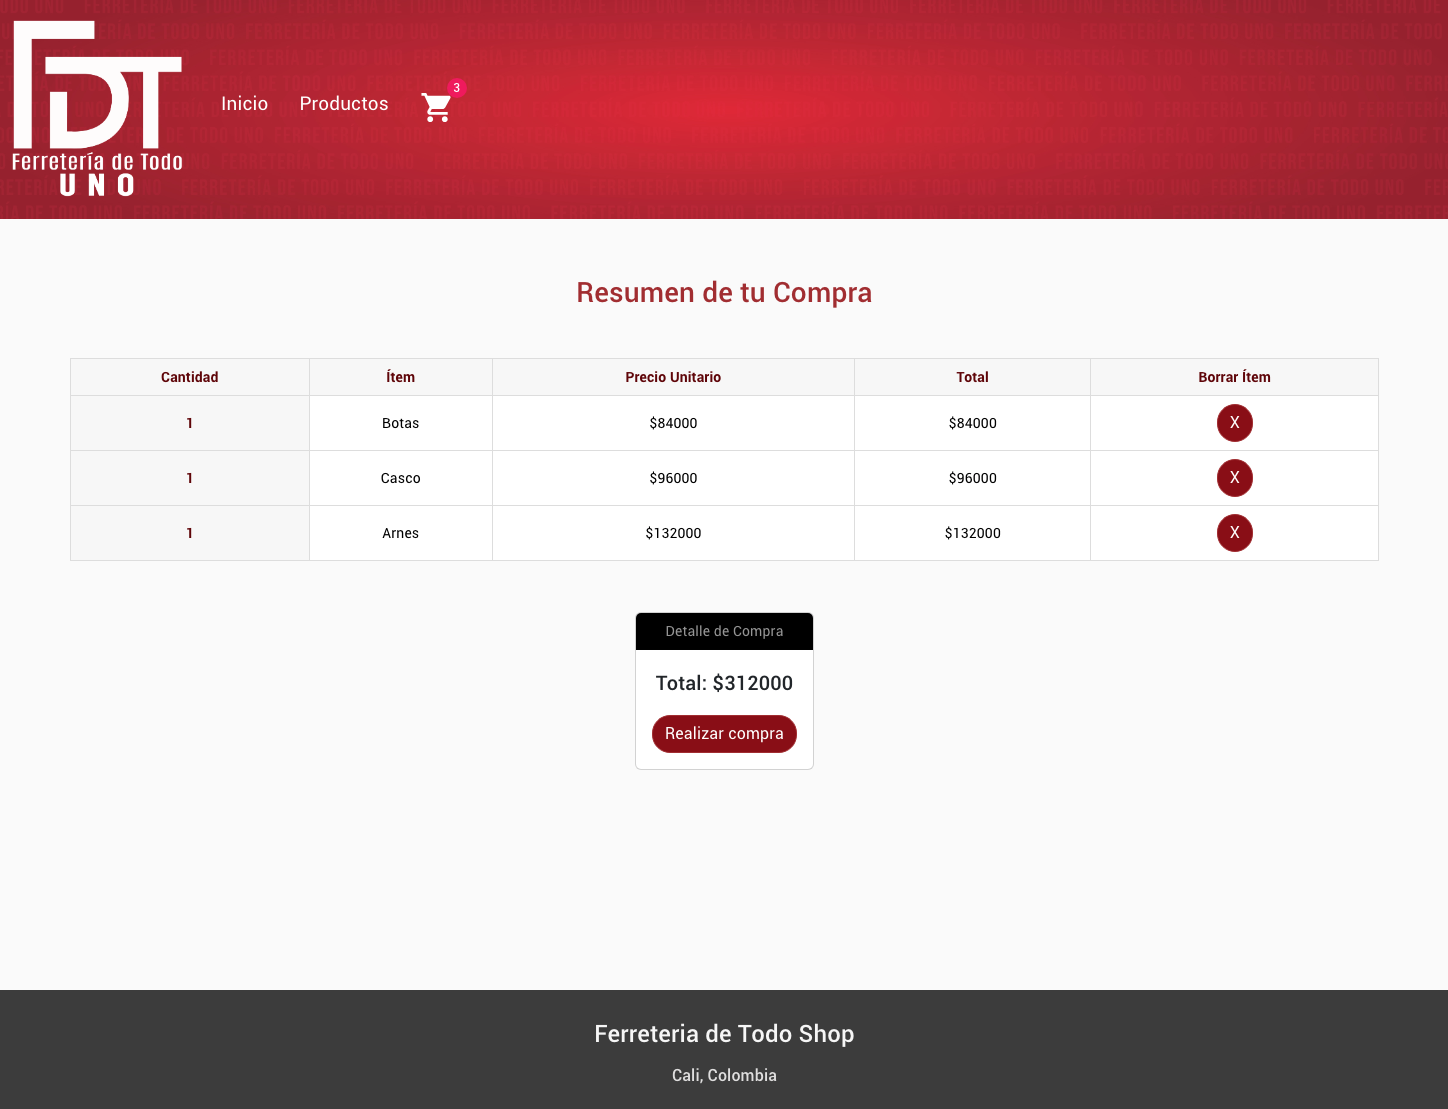 FDT
Ferretería de Todo
UNO
Inicio
Productos
3
Resumen de tu Compra
Cantidad Ítem Precio Unitario Total Borrar Ítem
1 Botas $84000 $84000 X
1 Casco $96000 $96000 X
1 Arnes $132000 $132000 X
Detalle de Compra
Total: $312000
Realizar compra
Ferreteria de Todo Shop
Cali, Colombia